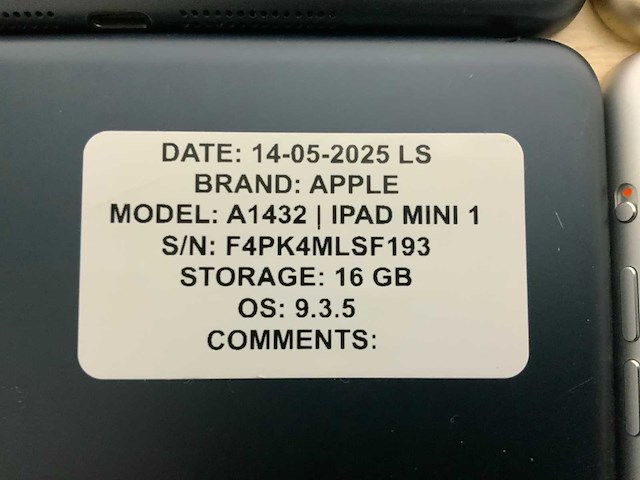 DATE: 14-05-2025 LS
BRAND: APPLE
MODEL: A1432 | IPAD MINI 1
S/N: F4PK4MLSF193
STORAGE: 16 GB
OS: 9.3.5
COMMENTS: